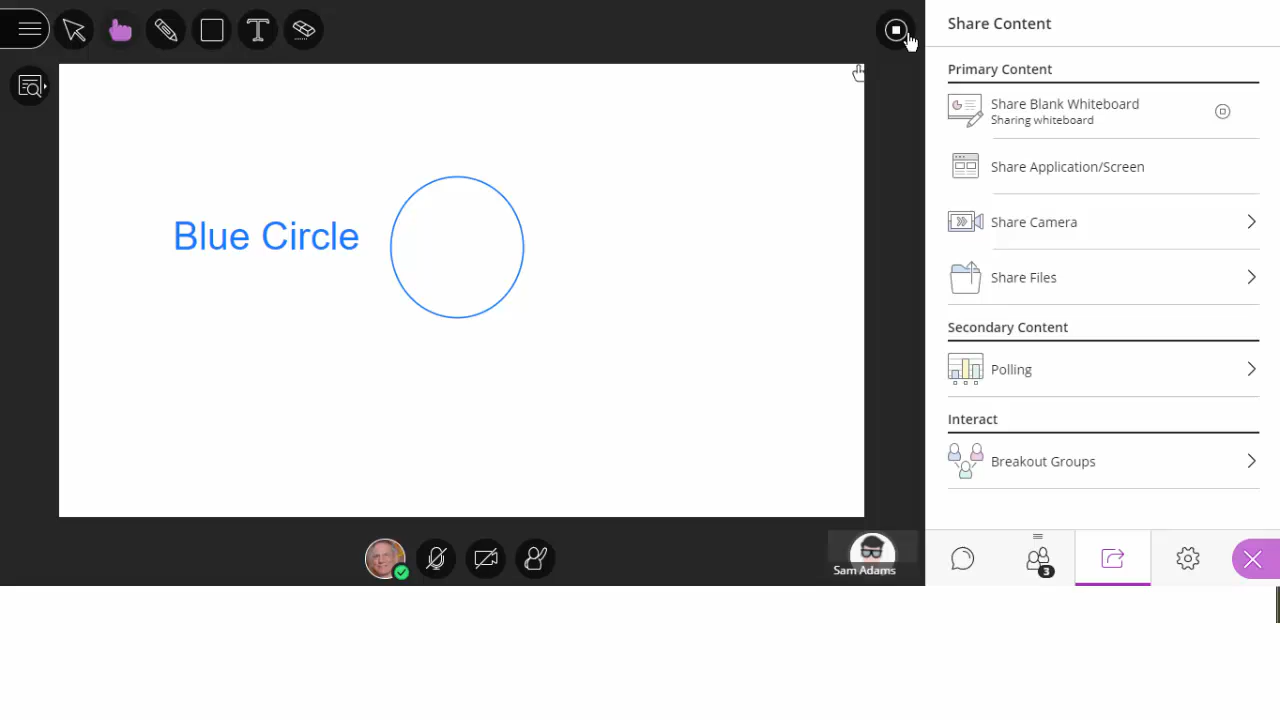 Share Content
Primary Content
Share Blank Whiteboard
Sharing whiteboard
Share Application/Screen
Blue Circle
Share Camera
Share Files
Secondary Content
Polling
Interact
Breakout Groups
Sam Adams
3